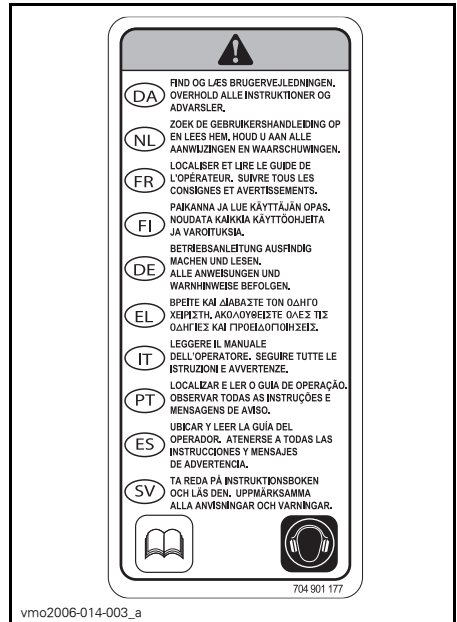 DA
FIND OG LÆS BRUGERVEJLEDNINGEN.
OVERHOLD ALLE INSTRUKTIONER OG
ADVARSLER.
NL
ZOEK DE GEBRUIKERSHANDLEIDING OP
EN LEES HEM. HOUD U AAN ALLE
AANWIJZINGEN EN WAARSCHUWINGEN.
FR
LOCALISER ET LIRE LE GUIDE DE
L'OPÉRATEUR. SUIVRE TOUS LES
CONSIGNES ET AVERTISSEMENTS.
FI
PAIKANNA JA LUE KÄYTTÄJÄN OPAS.
NOUDATA KAIKKIA KÄYTTÖOHJEITA
JA VAROITUKSIA.
DE
BETRIEBSANLEITUNG AUSFINDIG
MACHEN UND LESEN.
ALLE ANWEISUNGEN UND
WARNHINWEISE BEFOLGEN.
EL
ΒΡΕΙΤΕ ΚΑΙ ΔΙΑΒΑΣΤΕ ΤΟΝ ΟΔΗΓΟ
ΧΕΙΡΙΣΤΗ. ΑΚΟΛΟΥΘΕΙΣΤΕ ΟΛΕΣ ΤΙΣ
ΟΔΗΓΙΕΣ ΚΑΙ ΠΡΟΕΙΔΟΠΟΙΗΣΕΙΣ.
IT
LEGGERE IL MANUALE
DELL'OPERATORE. SEGUIRE TUTTE LE
ISTRUZIONI E AVVERTENZE.
PT
LOCALIZAR E LER O GUIA DE OPERAÇÃO.
OBSERVAR TODAS AS INSTRUÇÕES E
MENSAGENS DE AVISO.
ES
UBICAR Y LEER LA GUÍA DEL
OPERADOR. ATENERSE A TODAS LAS
INSTRUCCIONES Y MENSAJES
DE ADVERTENCIA.
SV
TA REDA PÅ INSTRUKTIONSBOKEN
OCH LÄS DEN. UPPMÄRKSAMMA
ALLA ANVISNINGAR OCH VARNINGAR.
704 901 177
vmo2006-014-003_a